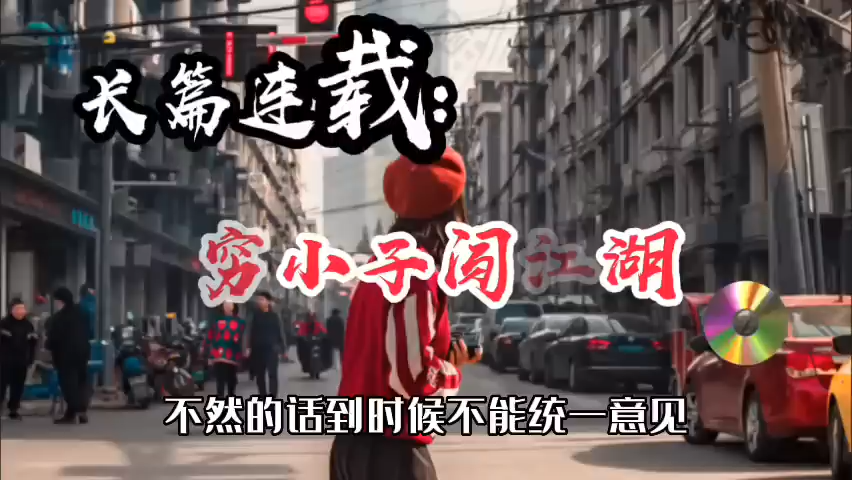 长篇连载:
穷小子闯江湖
不然的话到时候不能统一意见